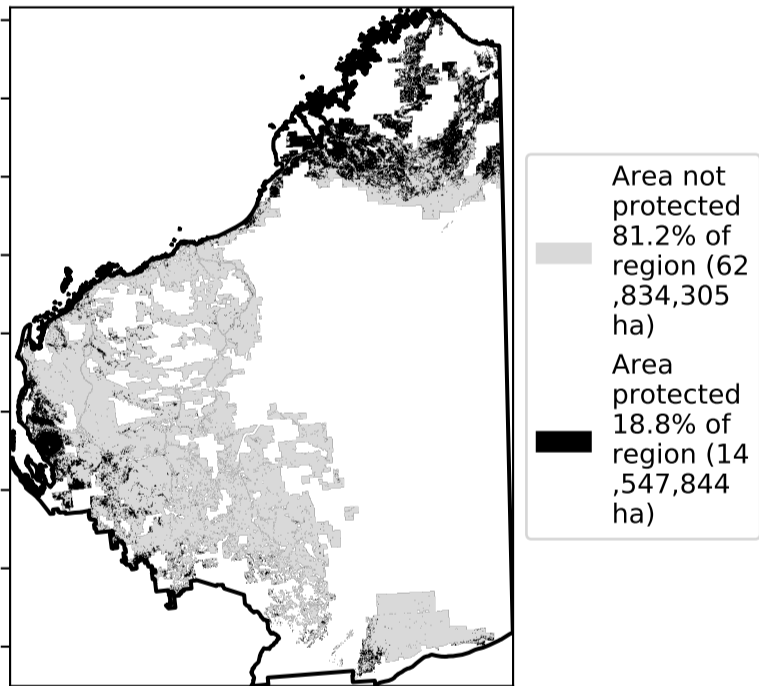 Area not
protected
81.2% of
region (62
,834,305
ha)
Area
protected
18.8% of
region (14
,547,844
ha)